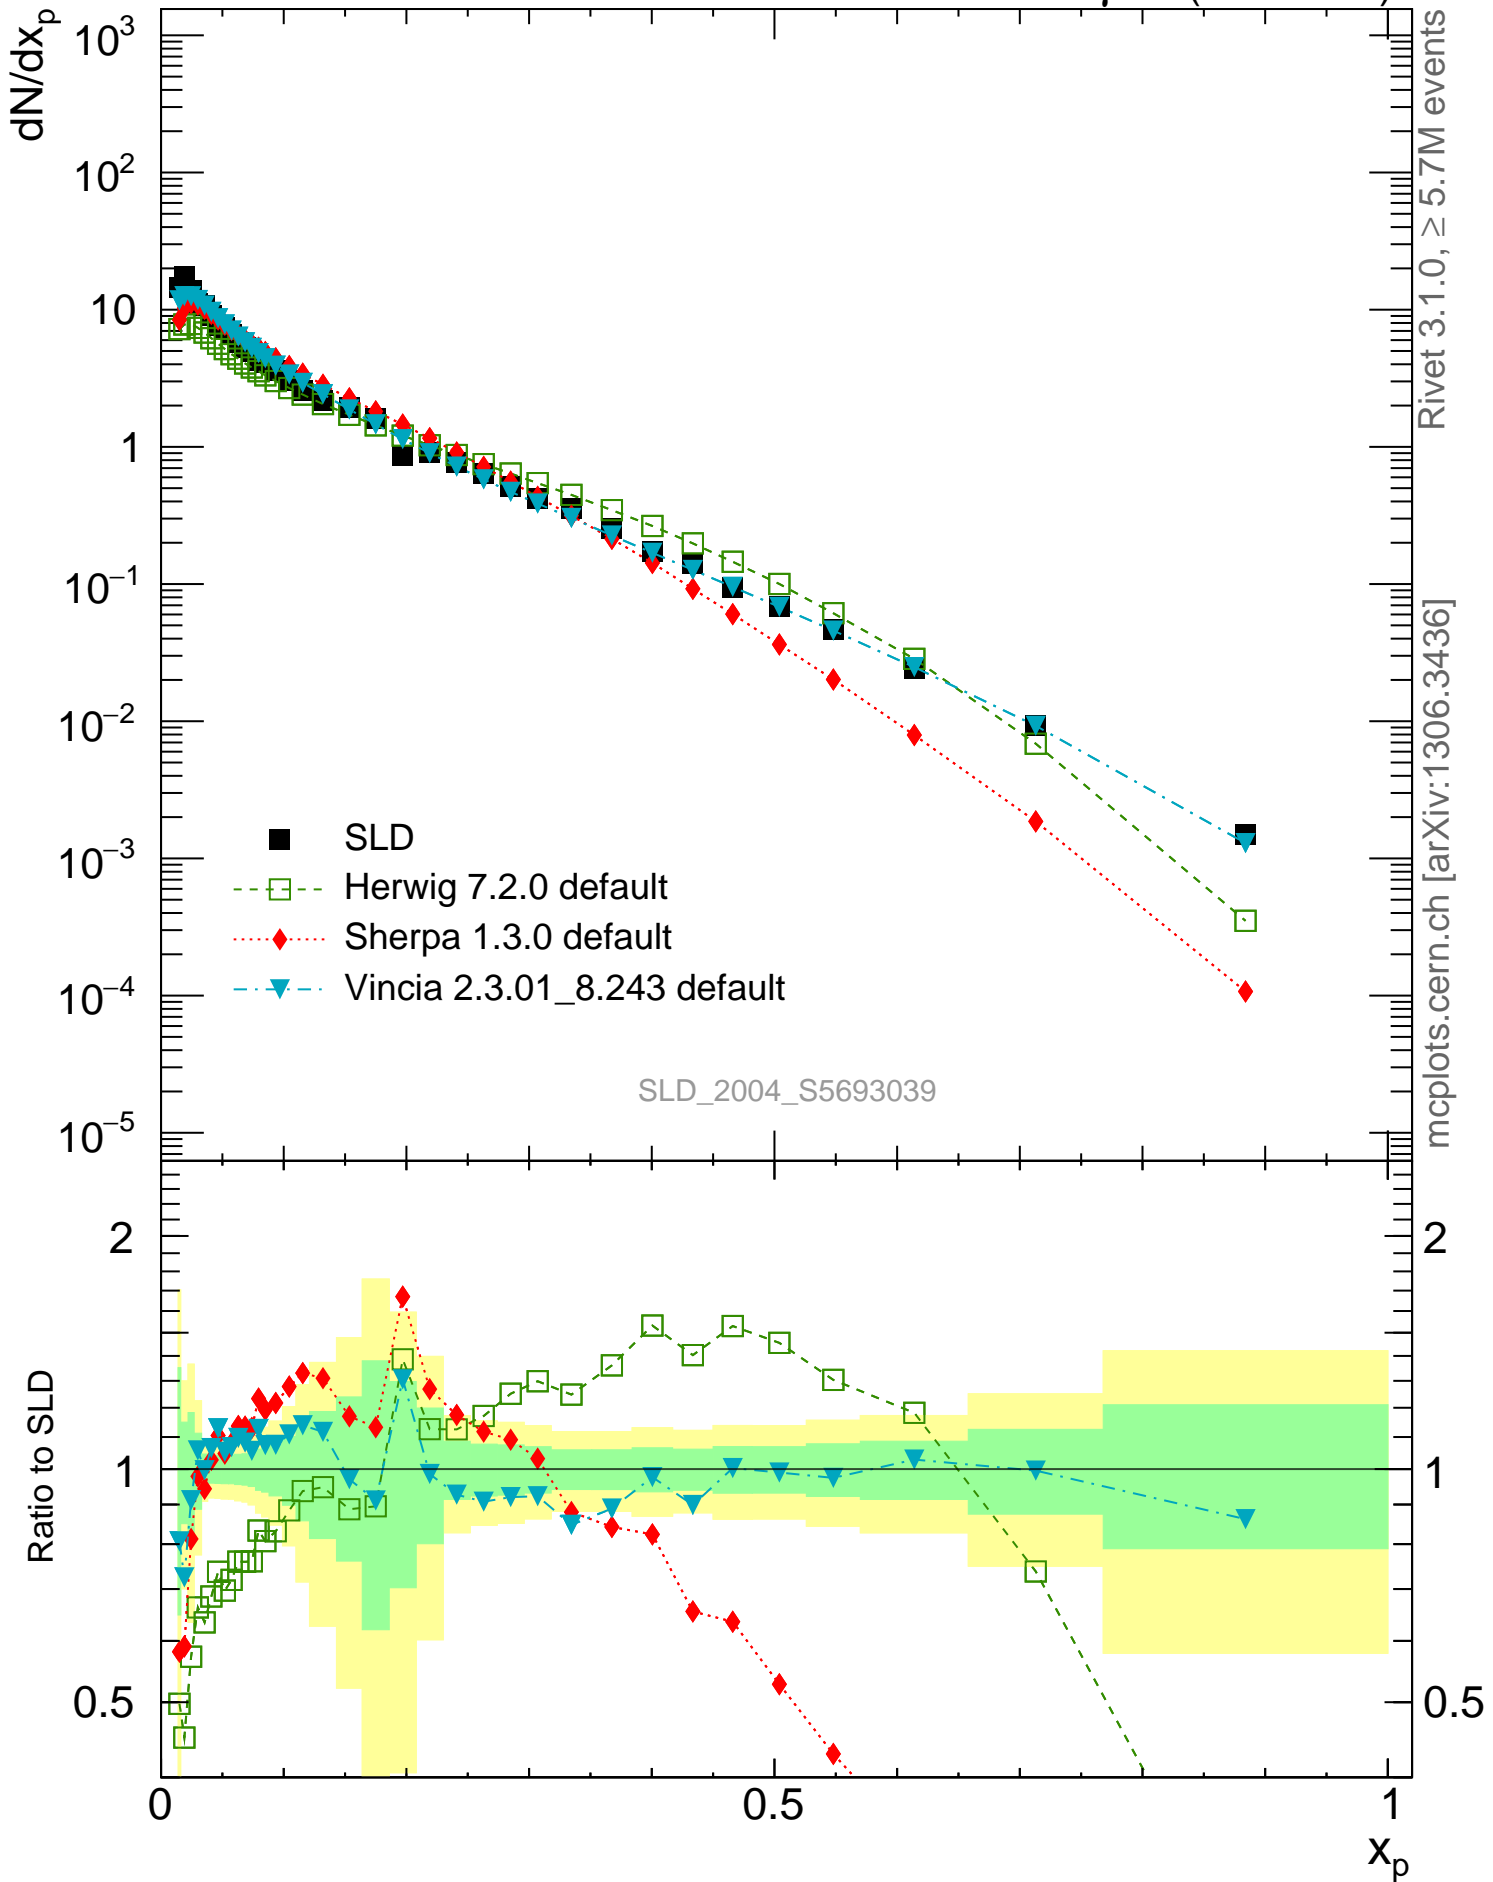 dN/dx_p
10^3
10^2
10
1
10^−1
10^−2
10^−3
10^−4
10^−5
SLD
Herwig 7.2.0 default
Sherpa 1.3.0 default
Vincia 2.3.01_8.243 default
SLD_2004_S5693039
Rivet 3.1.0, ≥ 5.7M events
mcplots.cern.ch [arXiv:1306.3436]
Ratio to SLD
2
1
0.5
2
1
0.5
0
0.5
1
x_p